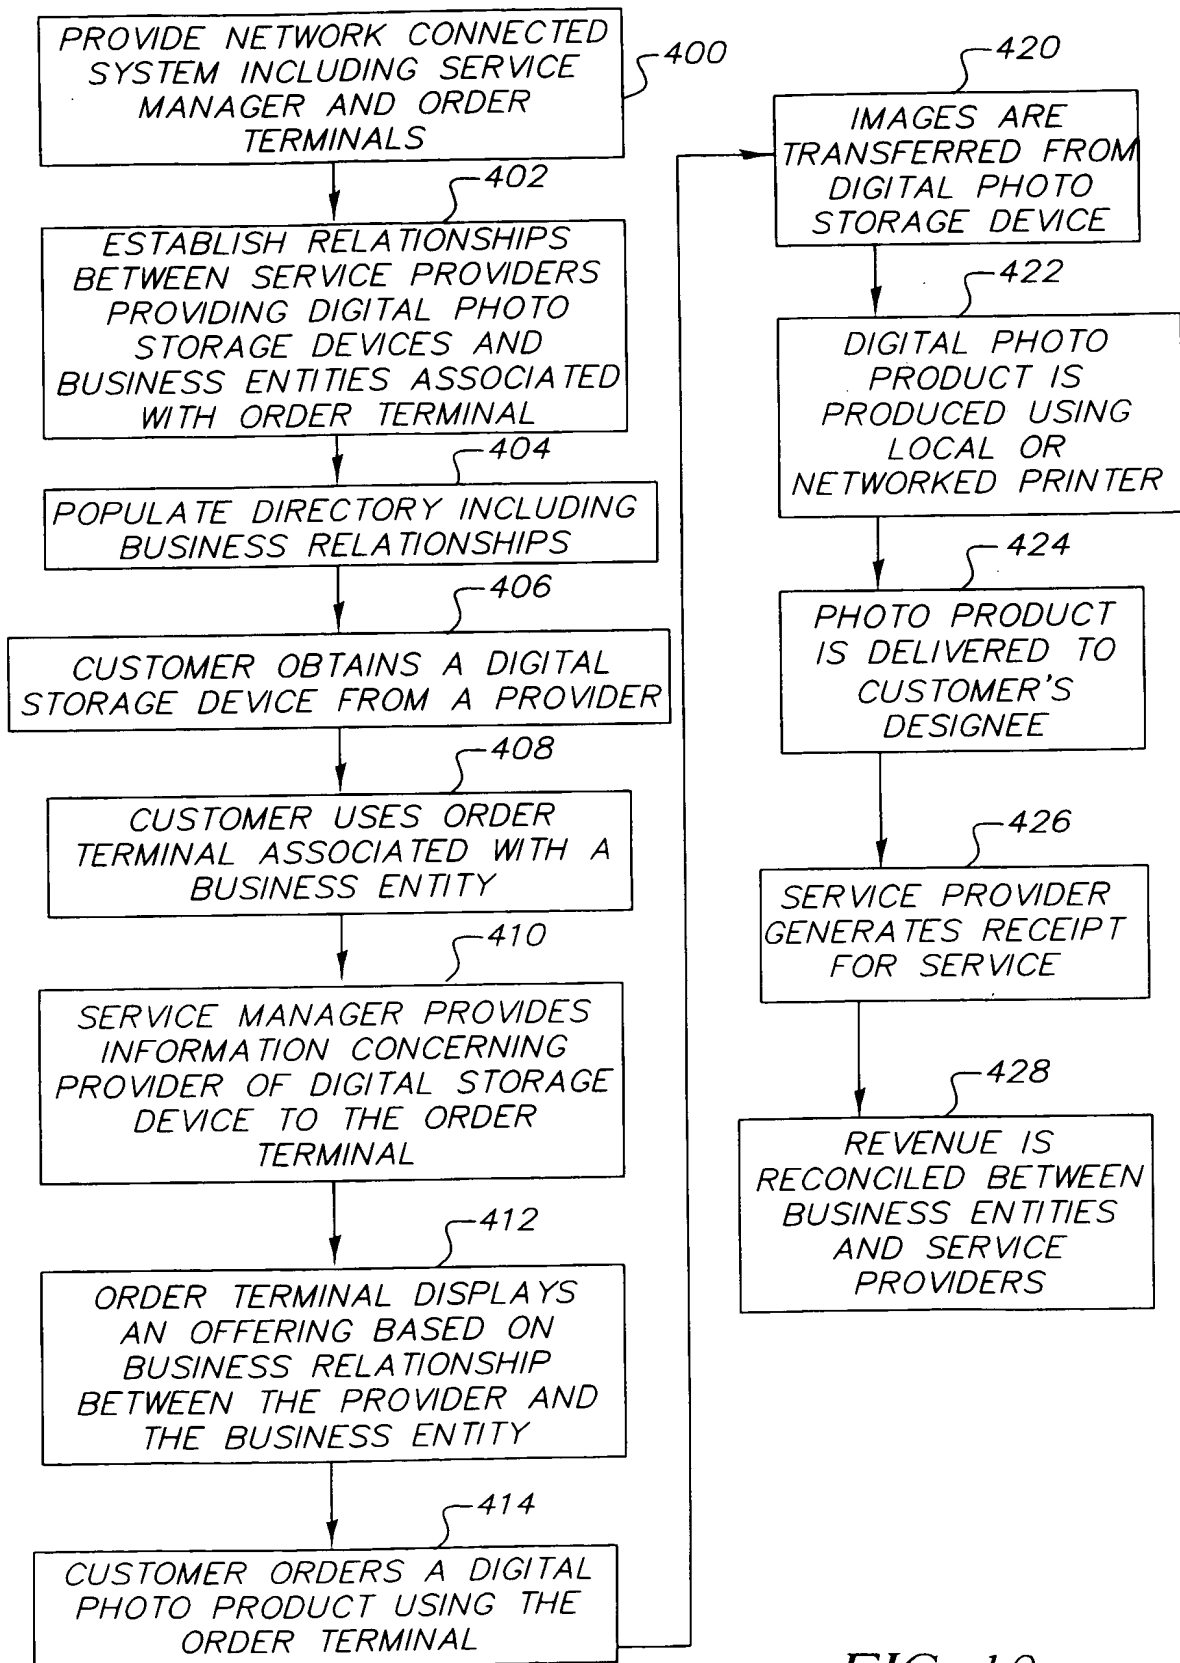 PROVIDE NETWORK CONNECTED
SYSTEM INCLUDING SERVICE
MANAGER AND ORDER
TERMINALS
400
402
ESTABLISH RELATIONSHIPS
BETWEEN SERVICE PROVIDERS
PROVIDING DIGITAL PHOTO
STORAGE DEVICES AND
BUSINESS ENTITIES ASSOCIATED
WITH ORDER TERMINAL
404
POPULATE DIRECTORY INCLUDING
BUSINESS RELATIONSHIPS
406
CUSTOMER OBTAINS A DIGITAL
STORAGE DEVICE FROM A PROVIDER
408
CUSTOMER USES ORDER
TERMINAL ASSOCIATED WITH A
BUSINESS ENTITY
410
SERVICE MANAGER PROVIDES
INFORMATION CONCERNING
PROVIDER OF DIGITAL STORAGE
DEVICE TO THE ORDER
TERMINAL
412
ORDER TERMINAL DISPLAYS
AN OFFERING BASED ON
BUSINESS RELATIONSHIP
BETWEEN THE PROVIDER AND
THE BUSINESS ENTITY
414
CUSTOMER ORDERS A DIGITAL
PHOTO PRODUCT USING THE
ORDER TERMINAL
420
IMAGES ARE
TRANSFERRED FROM
DIGITAL PHOTO
STORAGE DEVICE
422
DIGITAL PHOTO
PRODUCT IS
PRODUCED USING
LOCAL OR
NETWORKED PRINTER
424
PHOTO PRODUCT
IS DELIVERED TO
CUSTOMER'S
DESIGNEE
426
SERVICE PROVIDER
GENERATES RECEIPT
FOR SERVICE
428
REVENUE IS
RECONCILED BETWEEN
BUSINESS ENTITIES
AND SERVICE
PROVIDERS
FIG.